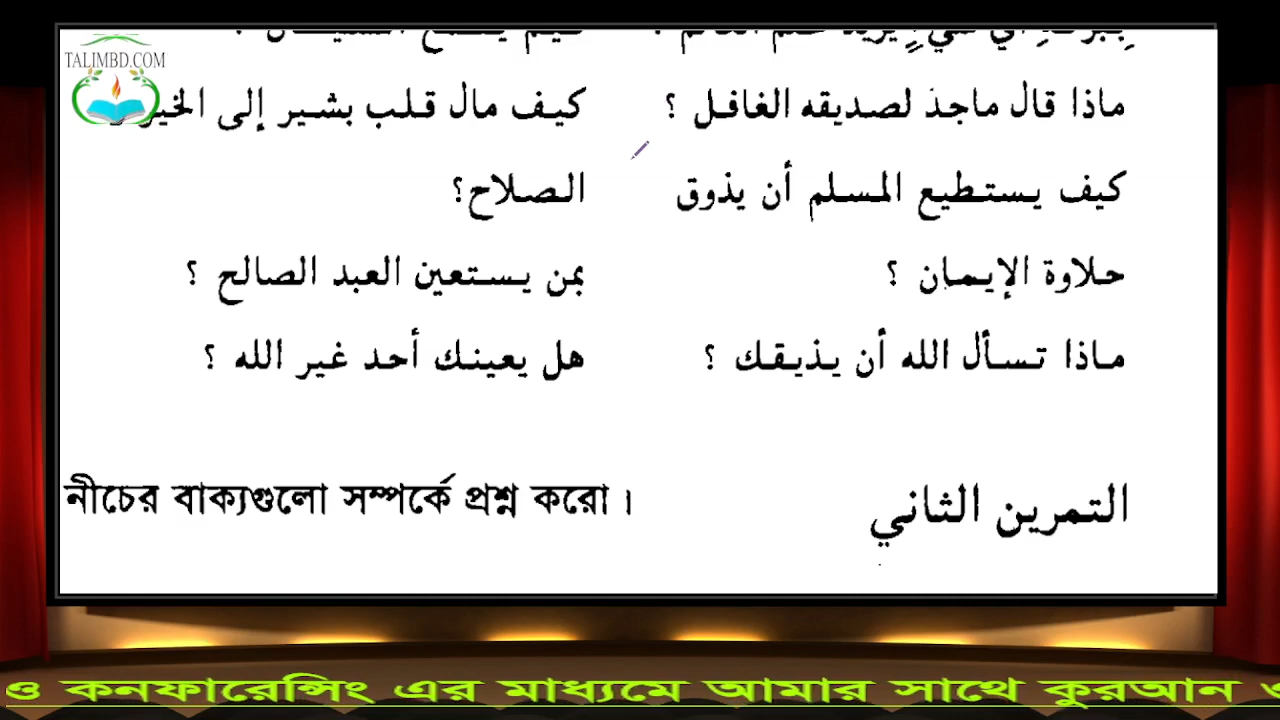 TALIMBD.COM
ماذا قال ماجدَ لصديقه الغافل ؟
كيف يستطيع المسلم أن يذوق
حلاوة الإيمان ؟
ماذا تسأل الله أن يذيقك ؟
كيف مال قلب بشير إلى الخير
الصلاح؟
بمن يستعين العبد الصالح ؟
هل يعينك أحد غير الله ؟
التمرين الثاني
নীচের বাক্যগুলো সম্পর্কে প্রশ্ন করো।
ও কনফারেন্সিং এর মাধ্যমে আমার সাথে কুরআন